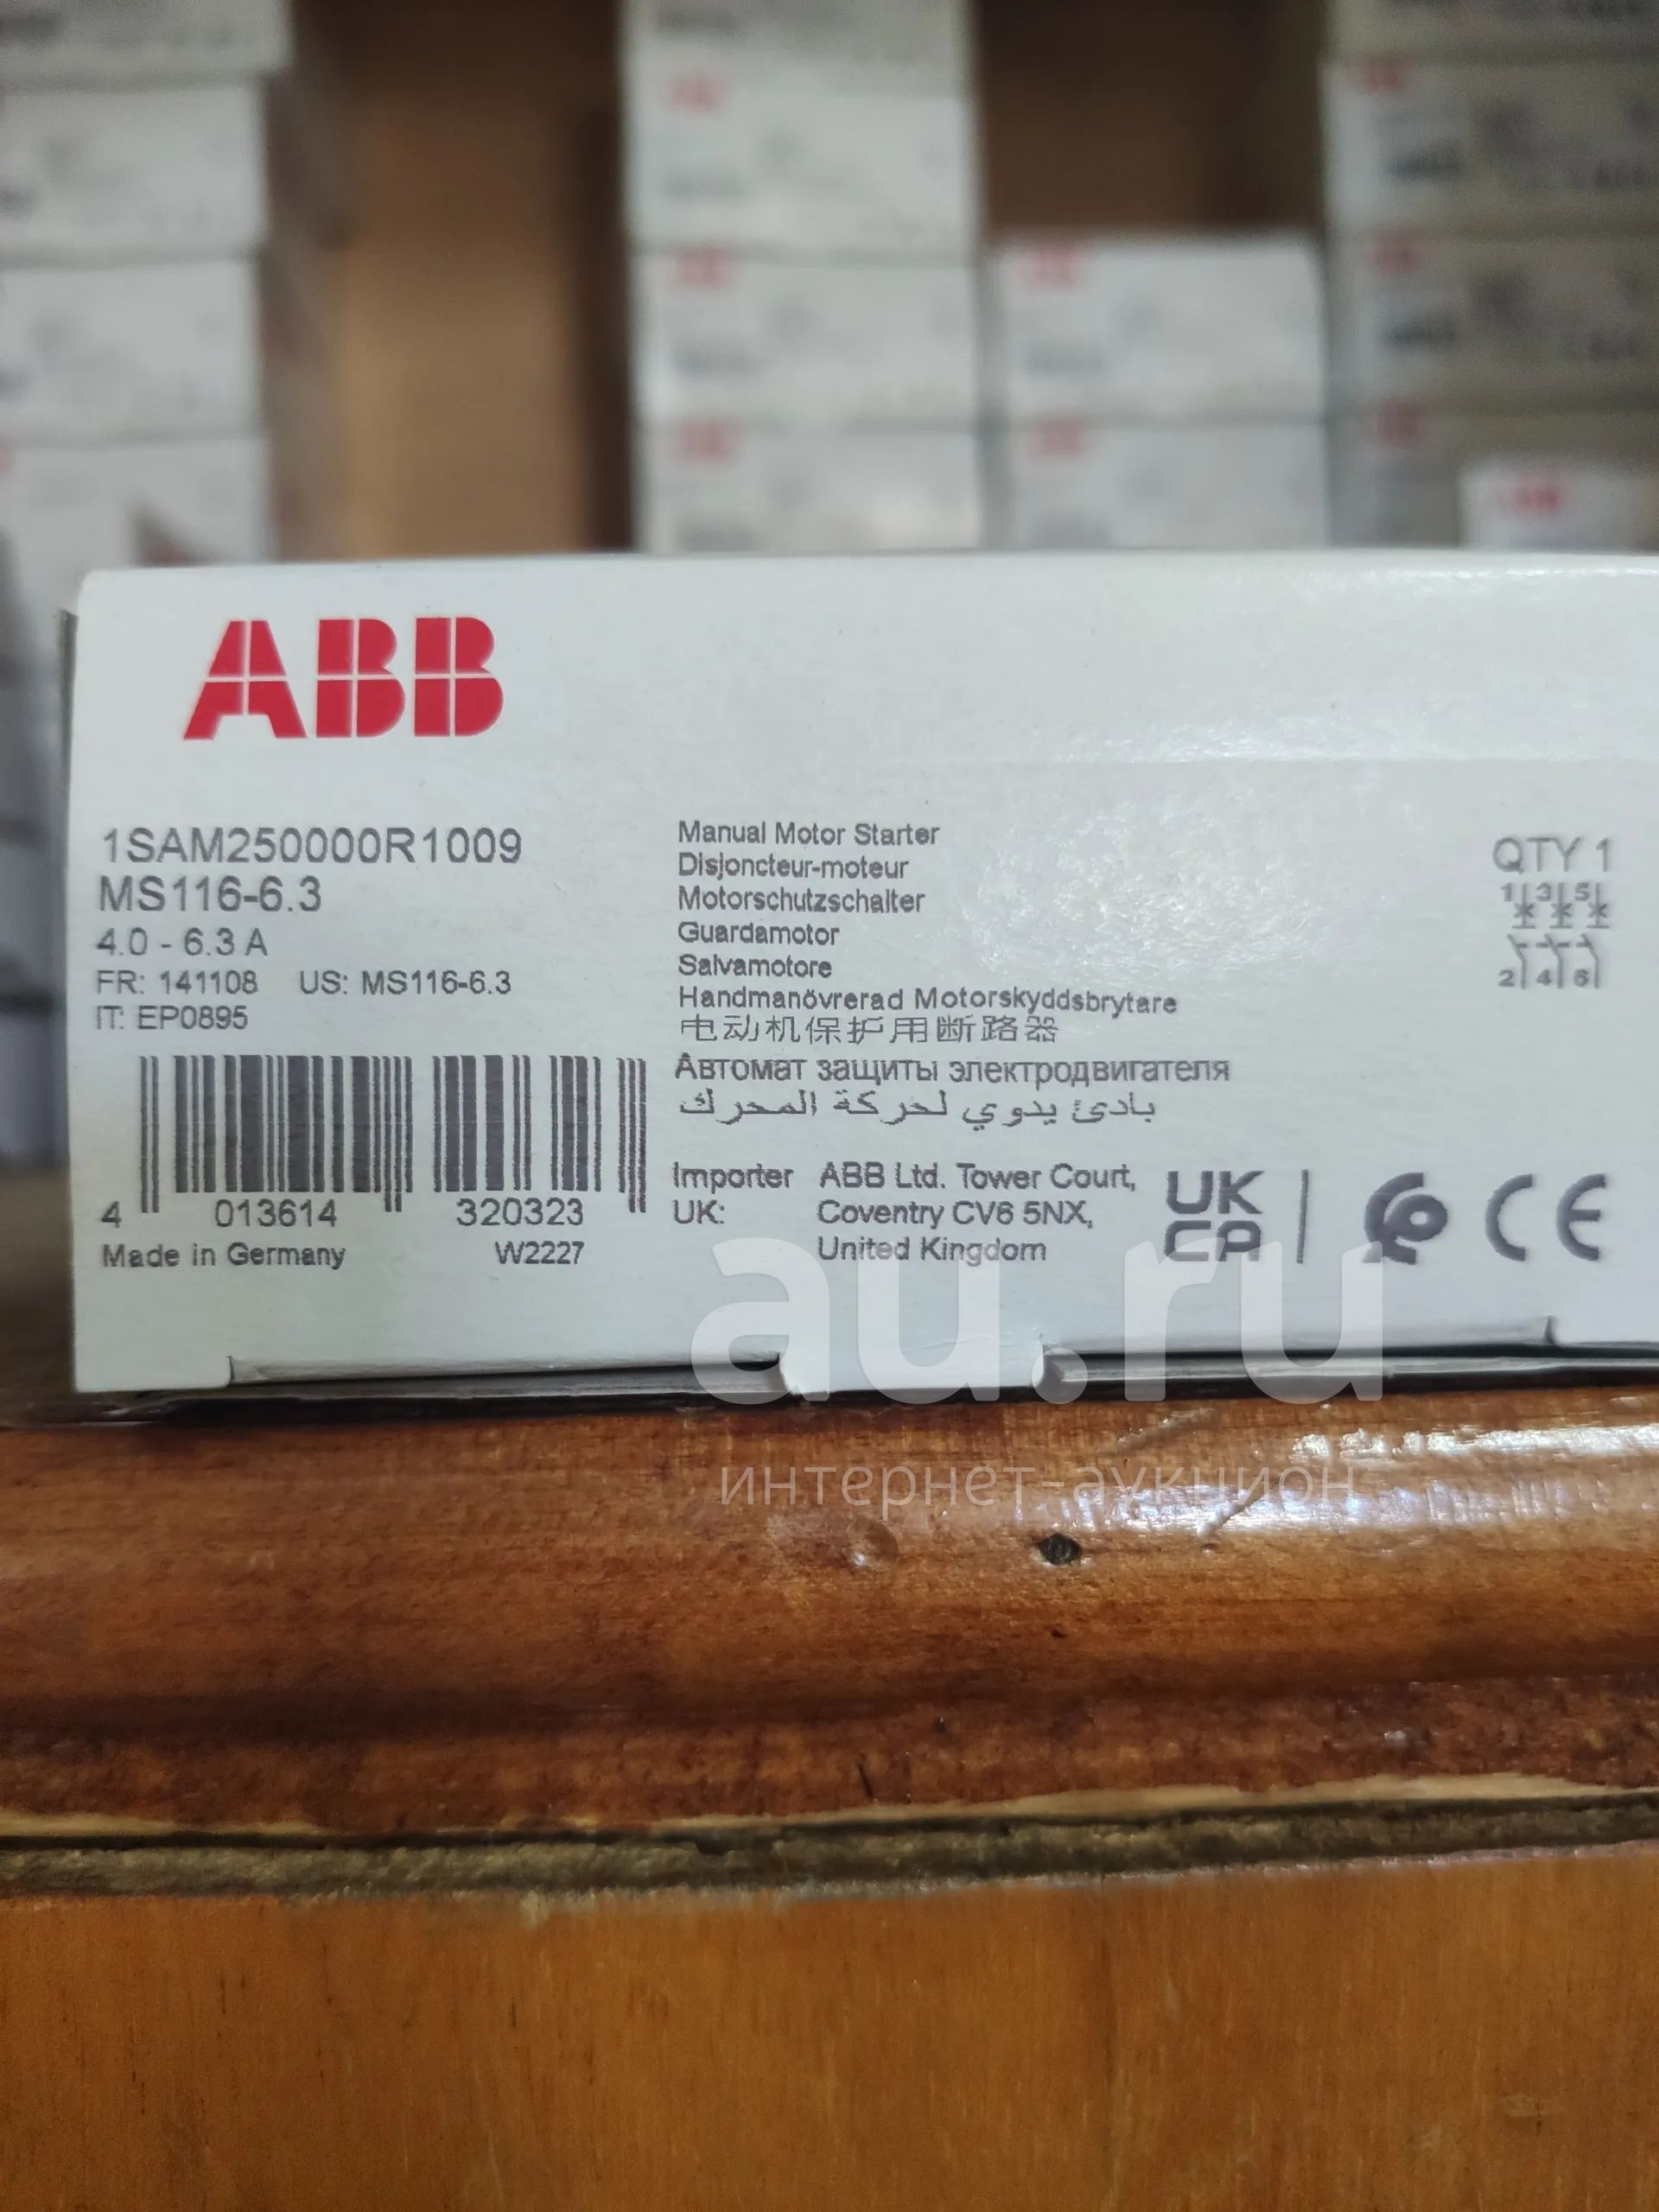 ABB
1SAM250000R1009
MS116-6.3
4.0 - 6.3 A
FR: 141108 US: MS116-6.3
IT: EP0895
4 013614 320323
Made in Germany W2227
Manual Motor Starter
Disjoncteur-moteur
Motorschutzschalter
Guardamotor
Salvamotore
Handmanövrerad Motorskyddsbrytare
电动机保护用断路器
Автомат защиты электродвигателя
بادئ يدوي لحركة المحرك
Importer ABB Ltd. Tower Court,
UK: Coventry CV6 5NX,
United Kingdom
QTY 1
1 3 5
2 4 6
UK
CA
CE
au.ru
интернет-аукцион